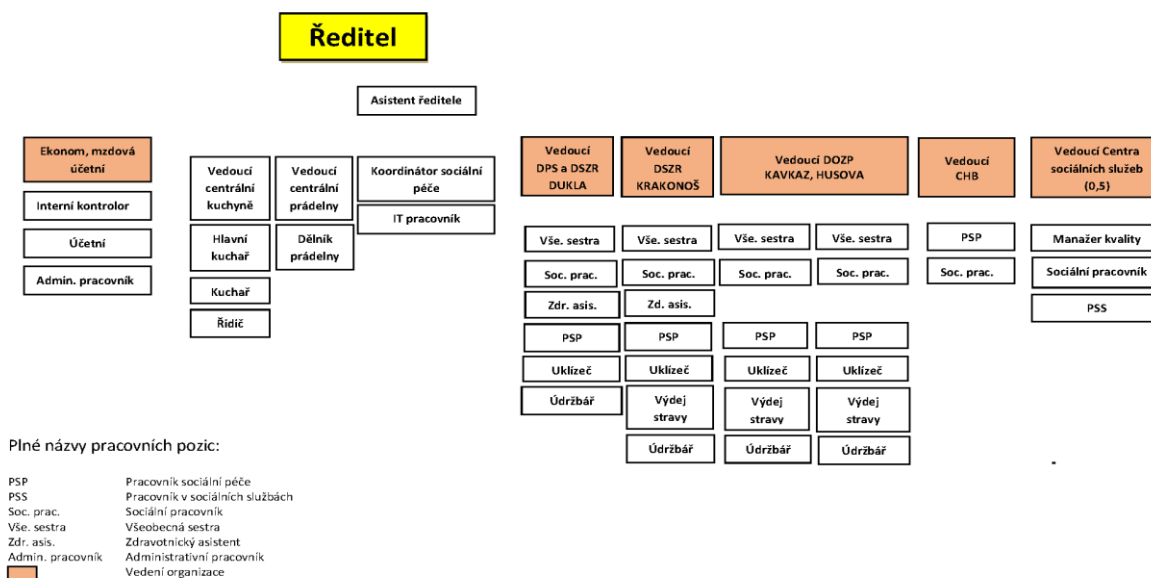 Ředitel
Asistent ředitele
Ekonom, mzdová
účetní
Interní kontrolor
Účetní
Admin. pracovník
Vedoucí
centrální
kuchyně
Hlavní
kuchař
Kuchař
Řidič
Vedoucí
centrální
prádelny
Dělník
prádelny
Koordinátor sociální
péče
IT pracovník
Vedoucí
DPS a DSZR
DUKLA
Vše. sestra
Soc. prac.
Zdr. asis.
PSP
Uklízeč
Údržbář
Vedoucí
DSZR
KRAKONOŠ
Vše. sestra
Soc. prac.
Zd. asis.
PSP
Uklízeč
Výdej
stravy
Údržbář
Vedoucí DOZP
KAVKAZ, HUSOVA
Vše. sestra
Soc. prac.
PSP
Uklízeč
Výdej
stravy
Údržbář
Vše. sestra
Soc. prac.
PSP
Uklízeč
Výdej
stravy
Údržbář
Vedoucí
CHB
PSP
Soc. prac.
Vedoucí Centra
sociálních služeb
(0,5)
Manažer kvality
Sociální pracovník
PSS
Plné názvy pracovních pozic:
PSP Pracovník sociální péče
PSS Pracovník v sociálních službách
Soc. prac. Sociální pracovník
Vše. sestra Všeobecná sestra
Zdr. asis. Zdravotnický asistent
Admin. pracovník Administrativní pracovník
Vedení organizace